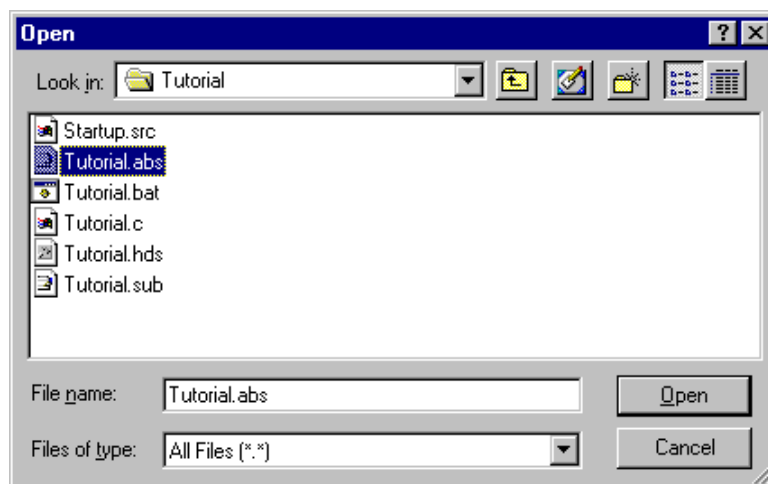 Open
Look in: Tutorial
Startup.src
Tutorial.abs
Tutorial.bat
Tutorial.c
Tutorial.hds
Tutorial.sub
File name: Tutorial.abs Open
Files of type: All Files (*.*) Cancel